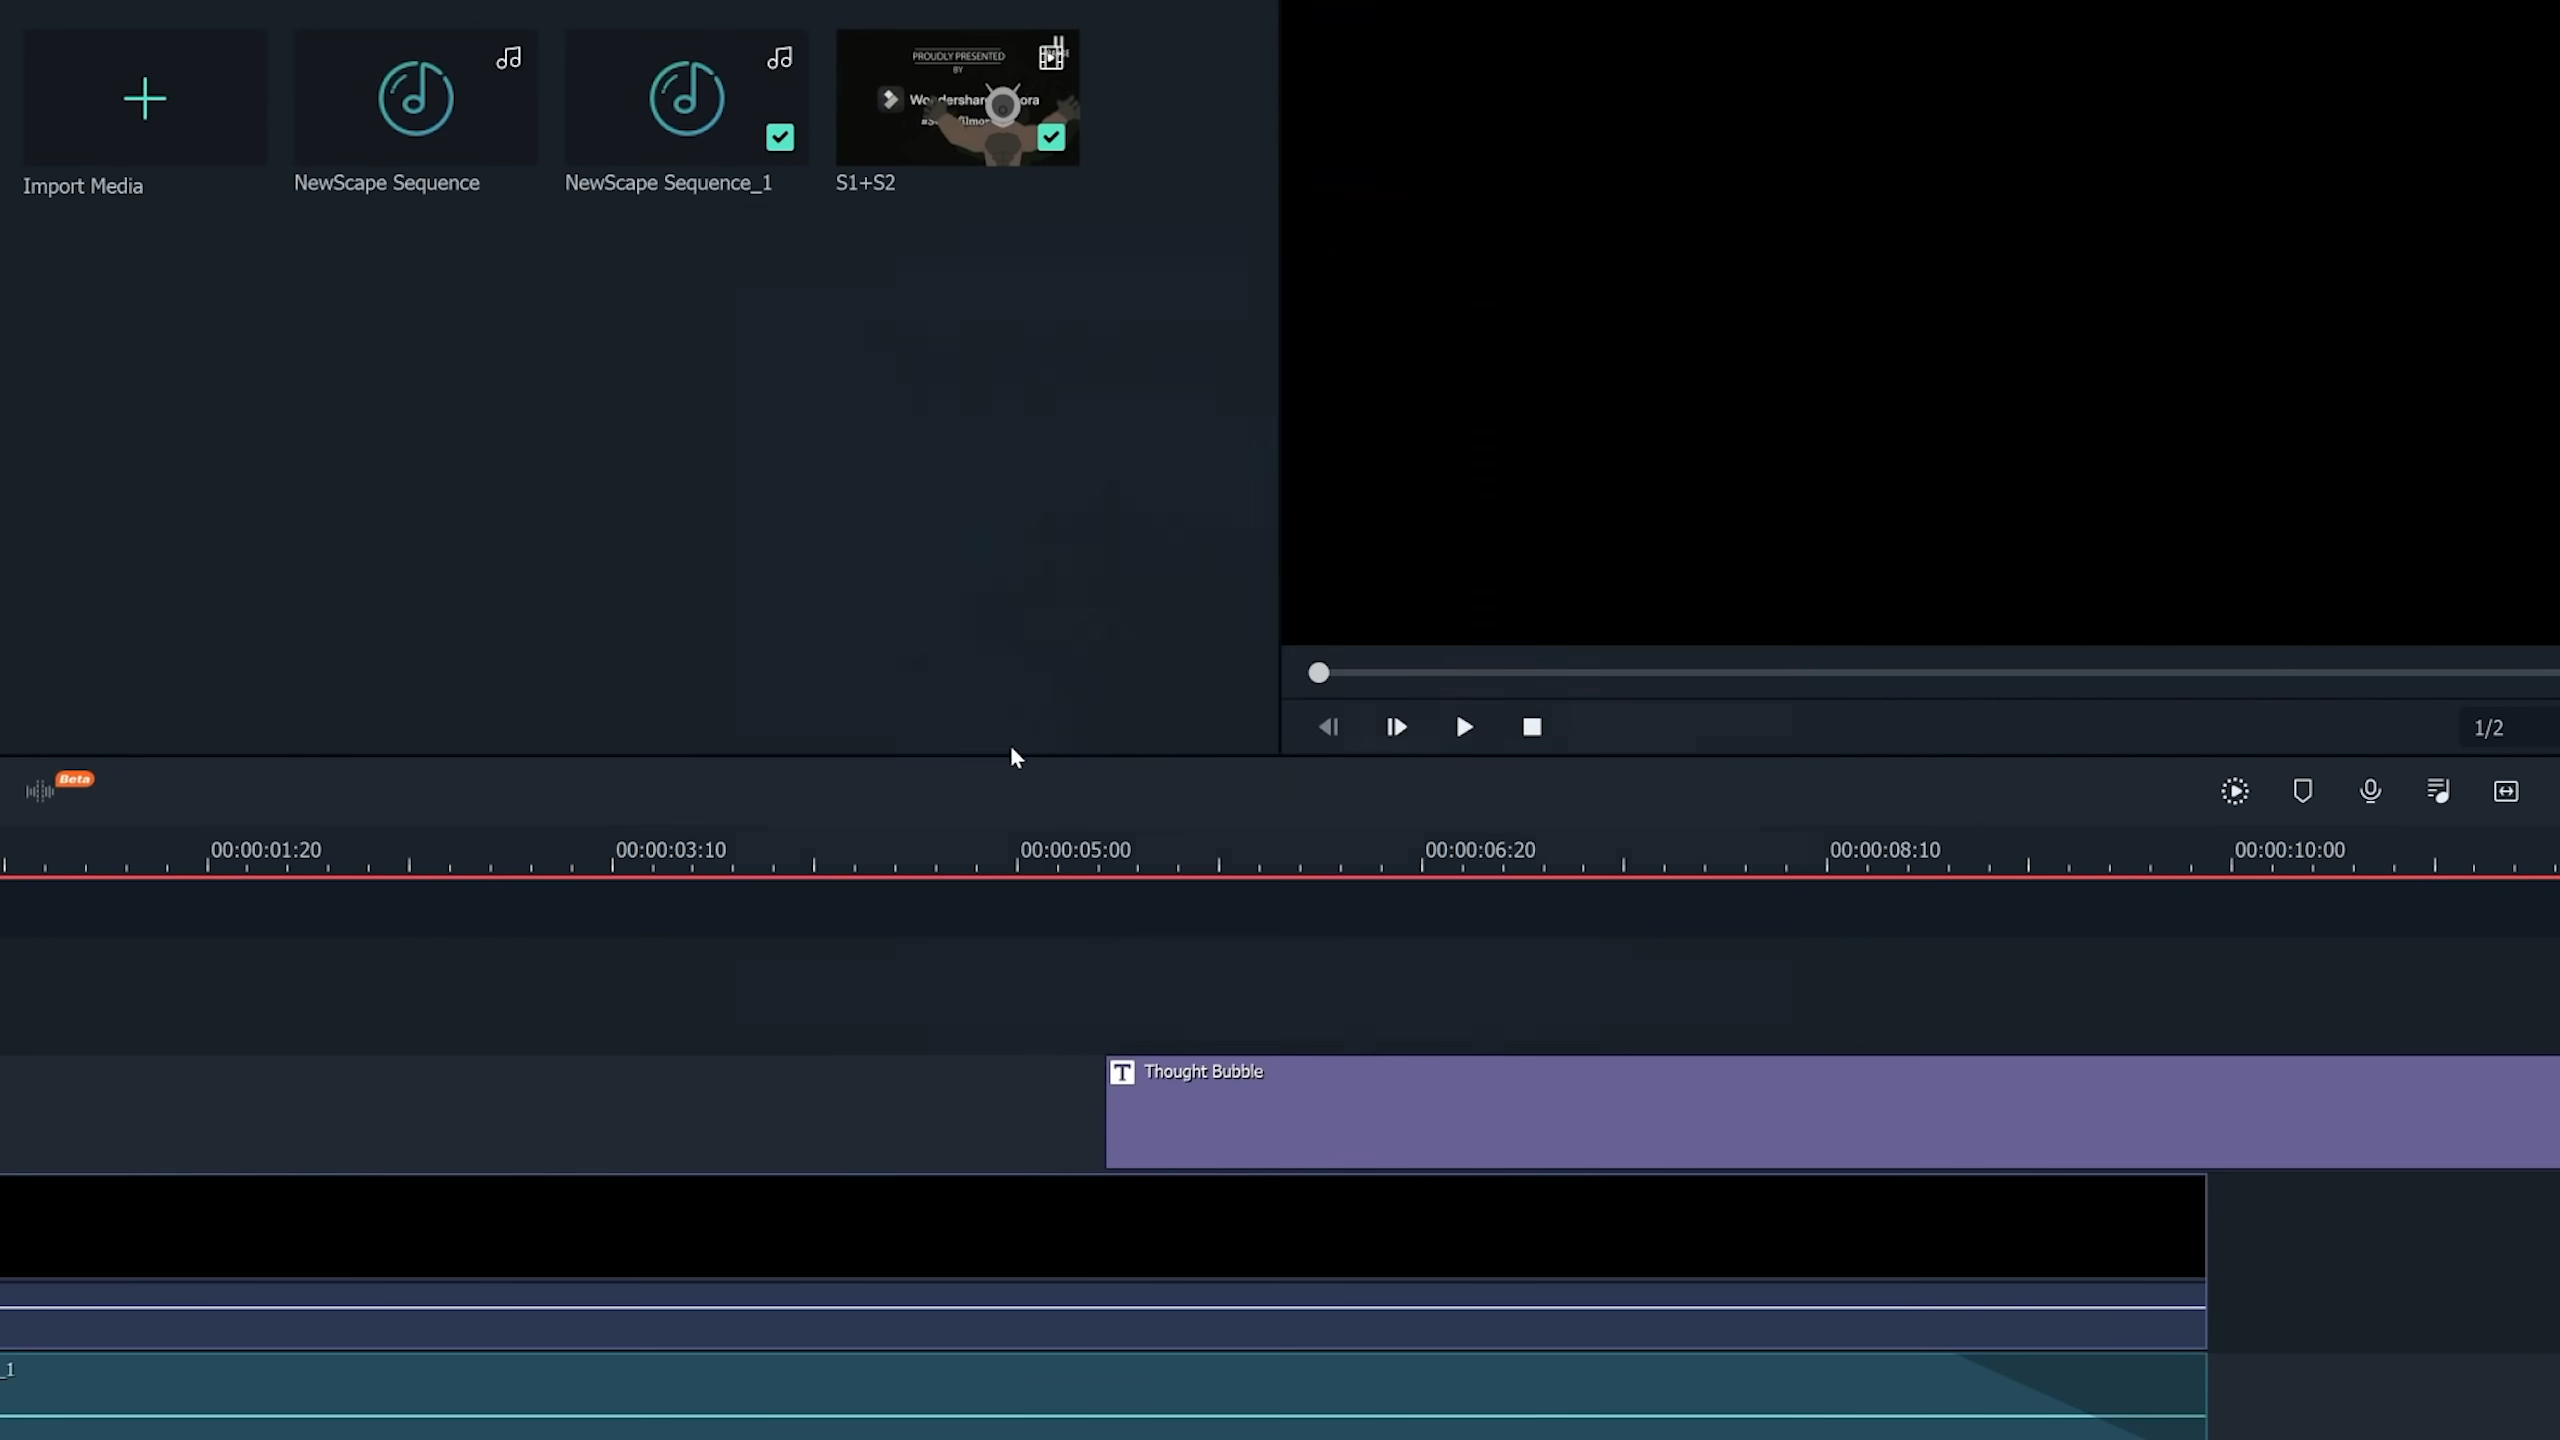 PROUDLY PRESENTED
BY
Import Media
NewScape Sequence
NewScape Sequence_1
S1+S2
1/2
Beta
00:00:01:20
00:00:03:10
00:00:05:00
00:00:06:20
00:00:08:10
00:00:10:00
T Thought Bubble
_1